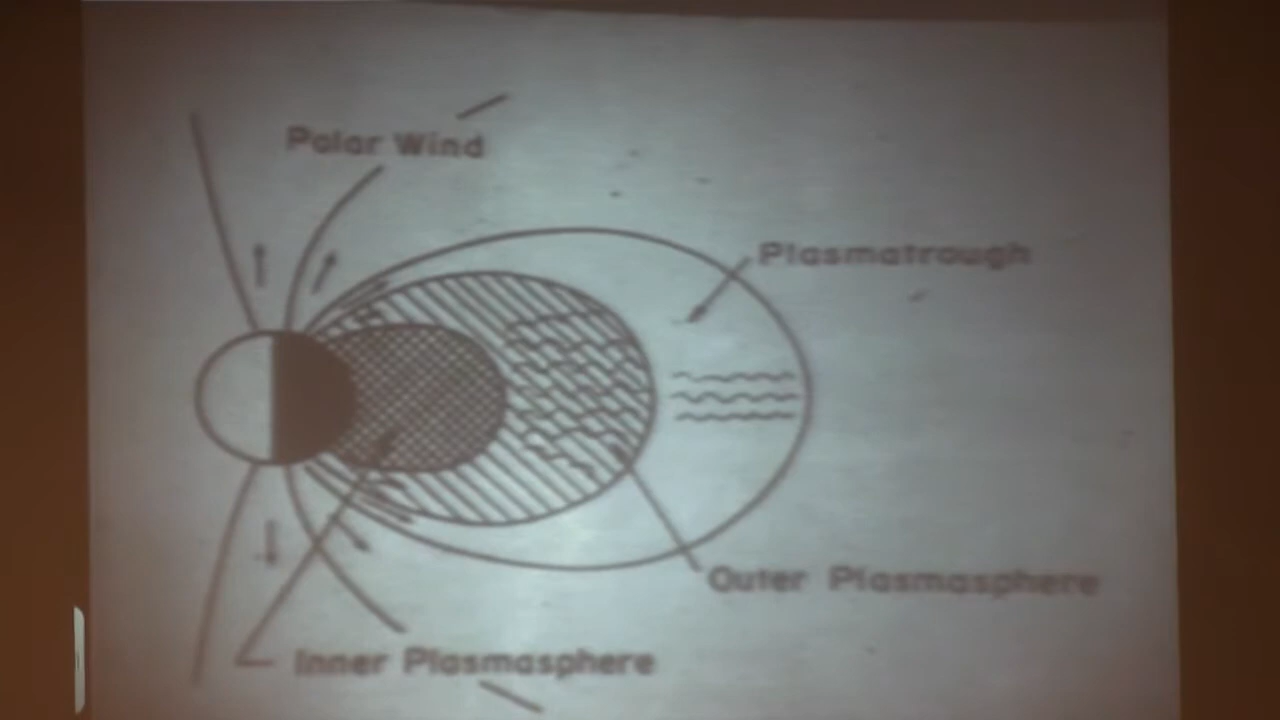 Polar Wind
Plasmatrough
Outer Plasmasphere
Inner Plasmasphere